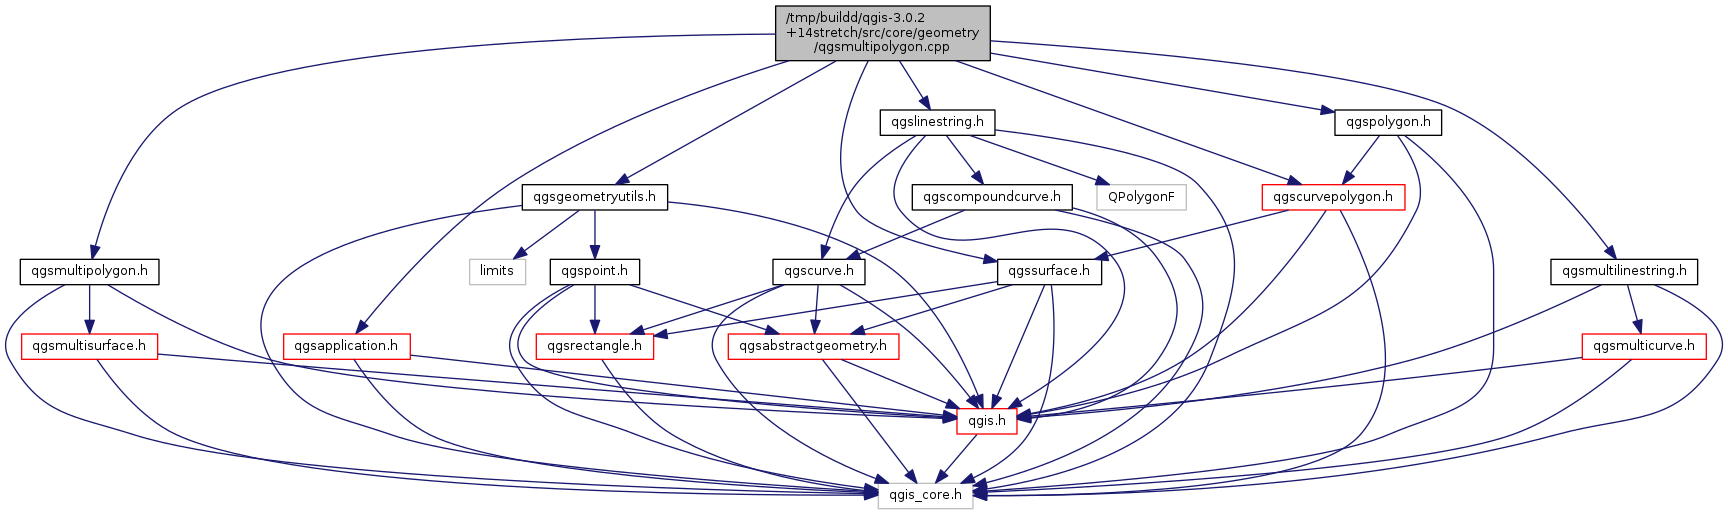 /tmp/buildd/qgis-3.0.2
+14stretch/src/core/geometry
/qgsmultipolygon.cpp
qgslinestring.h
qgspolygon.h
qgsgeometryutils.h
qgscompoundcurve.h
QPolygonF
qgscurvepolygon.h
qgsmultipolygon.h
limits
qgspoint.h
qgscurve.h
qgssurface.h
qgsmultilinestring.h
qgsmultisurface.h
qgsapplication.h
qgsrectangle.h
qgsabstractgeometry.h
qgsmulticurve.h
qgis.h
qgis_core.h